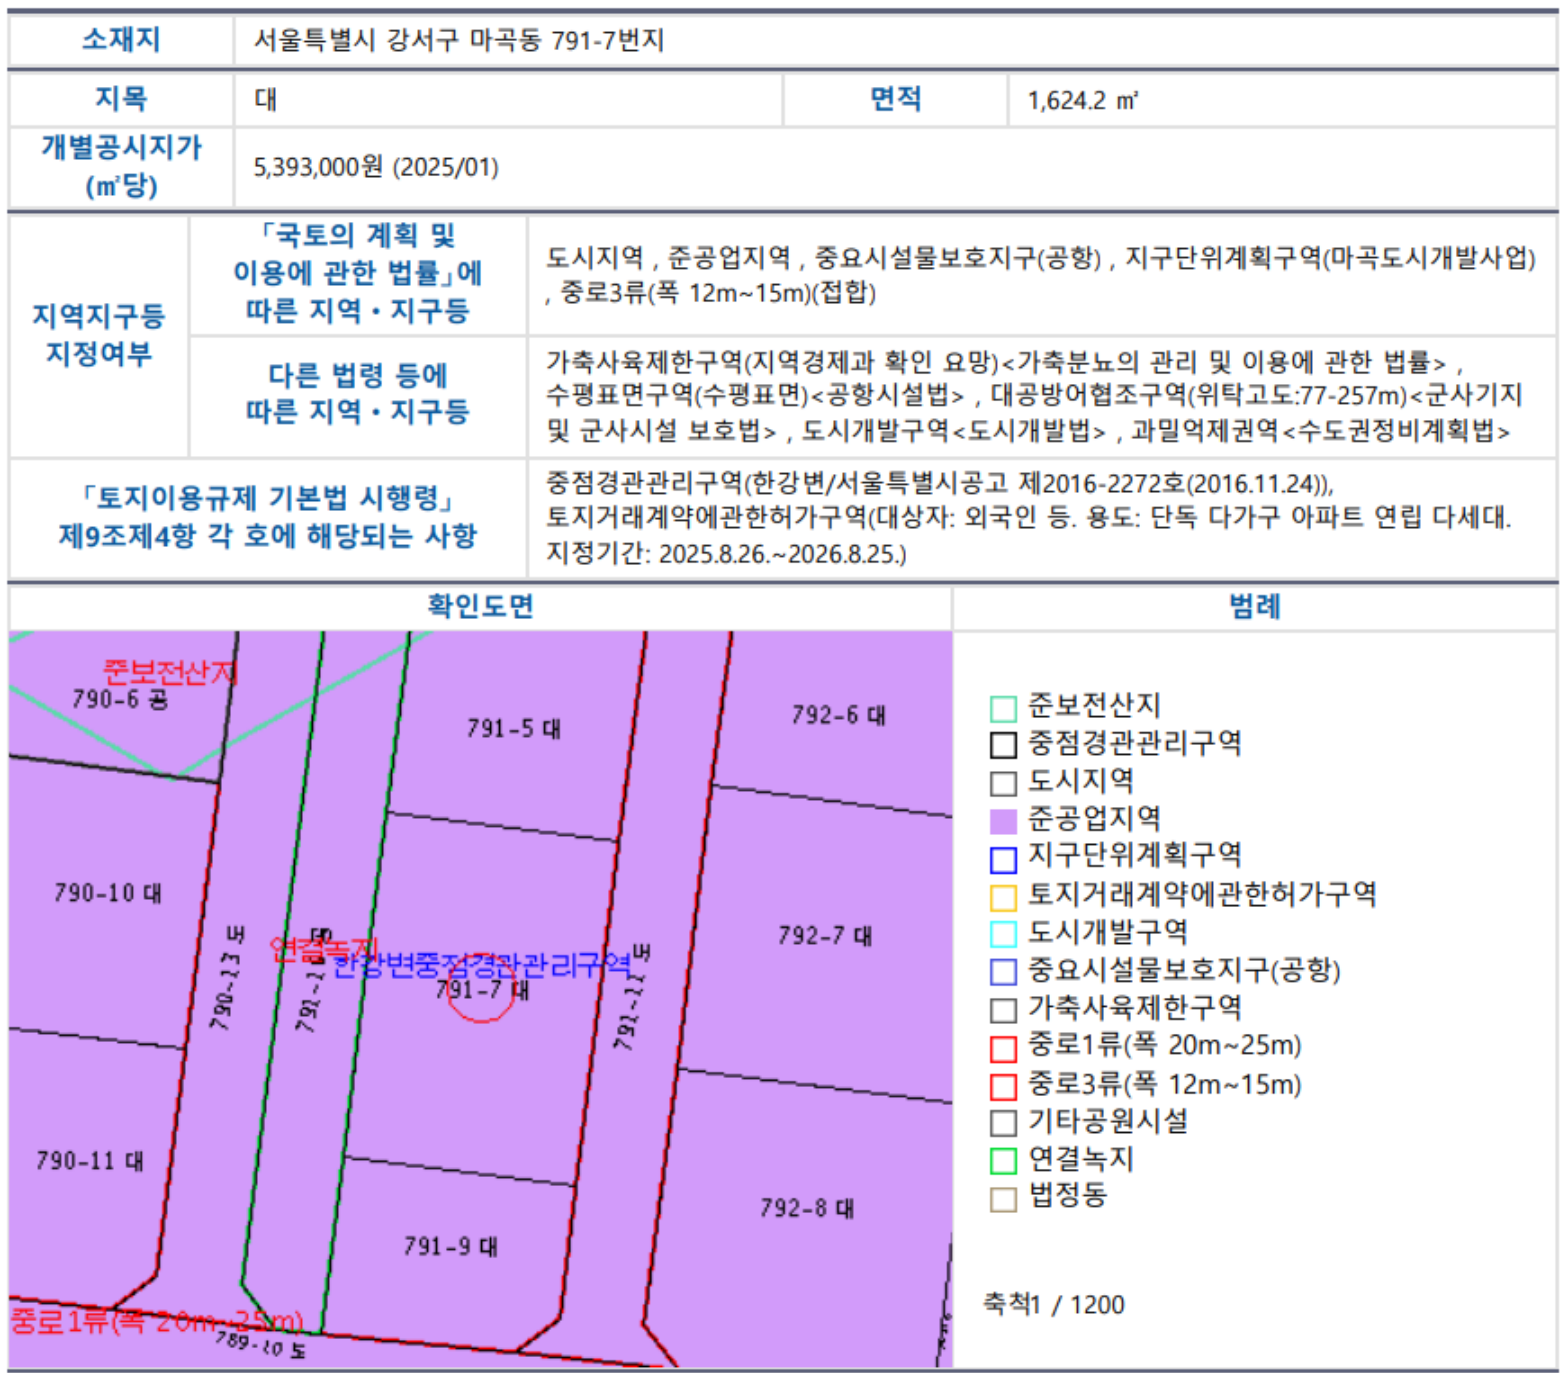 소재지
서울특별시 강서구 마곡동 791-7번지
지목
대
면적
1,624.2 ㎡
개별공시지가
(㎡당)
5,393,000원 (2025/01)
지역지구등
지정여부
「국토의 계획 및
이용에 관한 법률」에
따른 지역・지구등
도시지역 , 준공업지역 , 중요시설물보호지구(공항) , 지구단위계획구역(마곡도시개발사업)
, 중로3류(폭 12m~15m)(접합)
다른 법령 등에
따른 지역・지구등
가축사육제한구역(지역경제과 확인 요망)<가축분뇨의 관리 및 이용에 관한 법률> ,
수평표면구역(수평표면)<공항시설법> , 대공방어협조구역(위탁고도:77-257m)<군사기지
및 군사시설 보호법> , 도시개발구역<도시개발법> , 과밀억제권역<수도권정비계획법>
「토지이용규제 기본법 시행령」
제9조제4항 각 호에 해당되는 사항
중점경관관리구역(한강변/서울특별시공고 제2016-2272호(2016.11.24)),
토지거래계약에관한허가구역(대상자: 외국인 등. 용도: 단독 다가구 아파트 연립 다세대.
지정기간: 2025.8.26.~2026.8.25.)
확인도면
범례
준보전산지
790-6 공
791-5 대
792-6 대
790-10 대
792-7 대
790-13 도
연결녹지
한강변중점경관관리구역
791-7 대
791-11 도
790-11 대
792-8 대
791-9 대
중로1류(폭 20m~25m)
789-10 도
준보전산지
중점경관관리구역
도시지역
준공업지역
지구단위계획구역
토지거래계약에관한허가구역
도시개발구역
중요시설물보호지구(공항)
가축사육제한구역
중로1류(폭 20m~25m)
중로3류(폭 12m~15m)
기타공원시설
연결녹지
법정동
축척1 / 1200